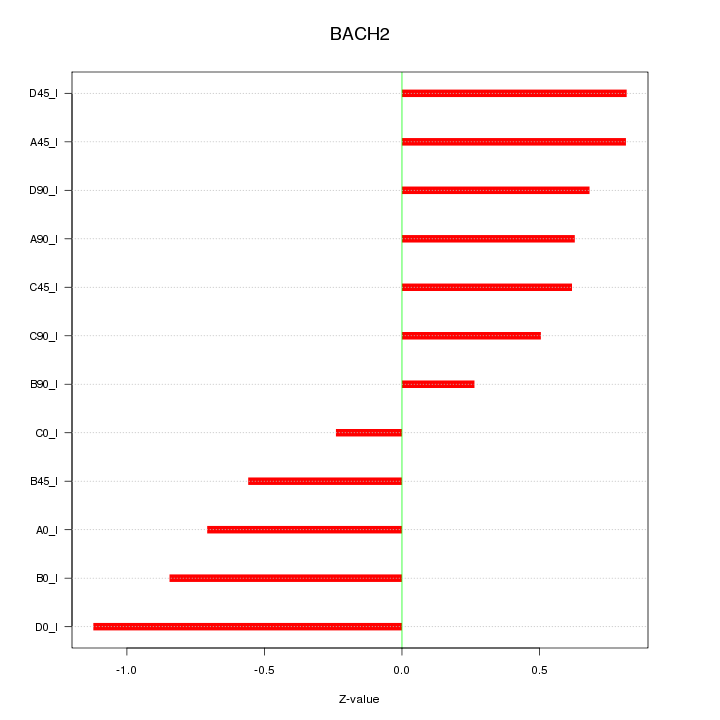 BACH2
D45_I
A45_I
D90_I
A90_I
C45_I
C90_I
B90_I
C0_I
B45_I
A0_I
B0_I
D0_I
-1.0 -0.5 0.0 0.5
Z-value